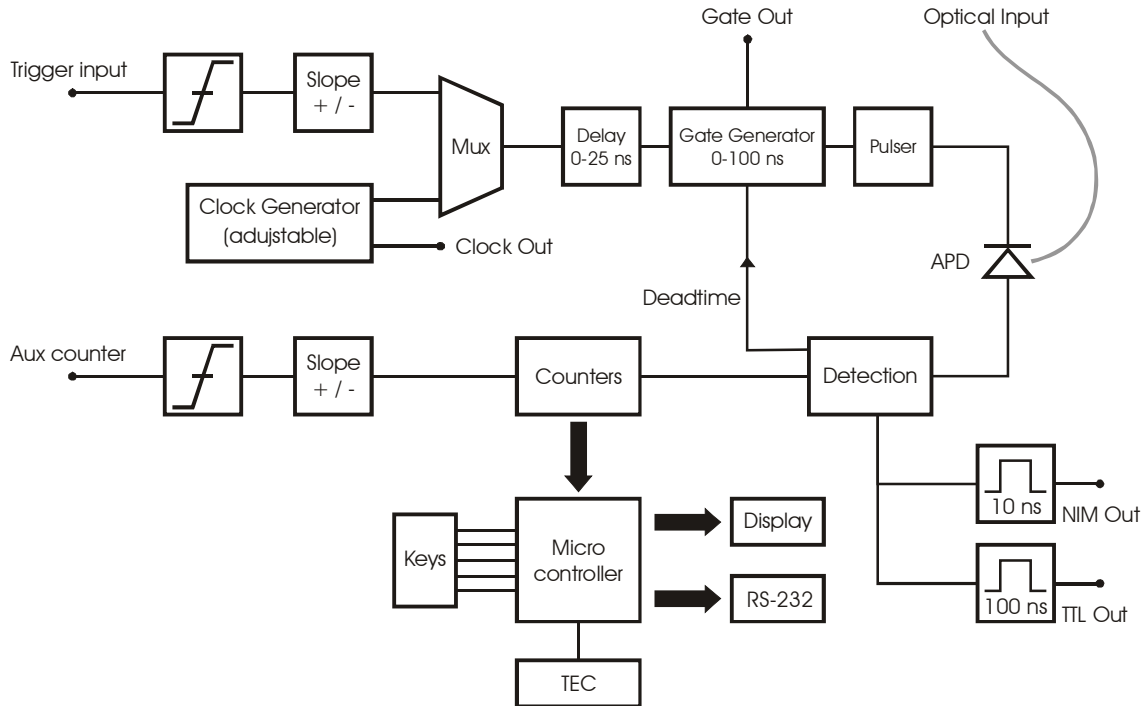 Gate Out
Optical Input
Trigger input
Slope
+ / -
Mux
Delay
0-25 ns
Gate Generator
0-100 ns
Pulser
Clock Generator
(adujstable)
Clock Out
APD
Deadtime
Aux counter
Slope
+ / -
Counters
Detection
10 ns
NIM Out
Keys
Micro
controller
Display
RS-232
100 ns
TTL Out
TEC